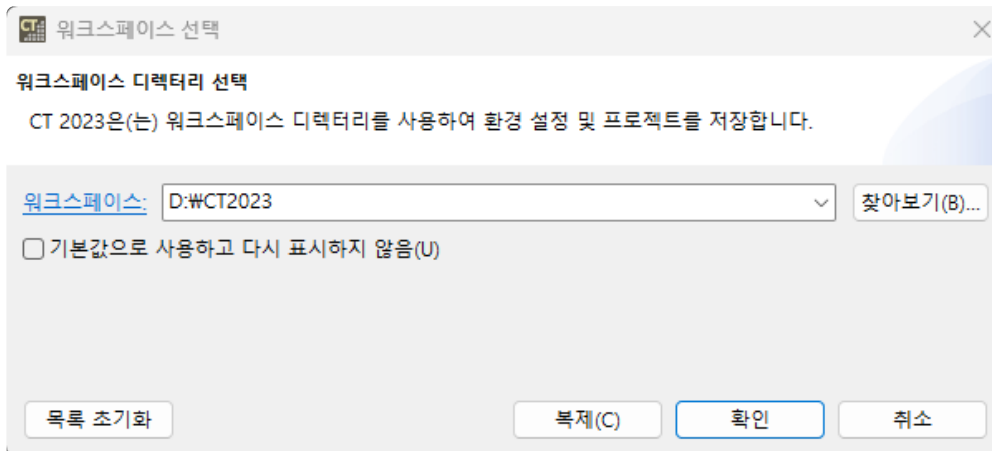 CT 워크스페이스 선택
워크스페이스 디렉터리 선택
CT 2023은(는) 워크스페이스 디렉터리를 사용하여 환경 설정 및 프로젝트를 저장합니다.
워크스페이스: D:₩CT2023 찾아보기(B)...
기본값으로 사용하고 다시 표시하지 않음(U)
목록 초기화 복제(C) 확인 취소